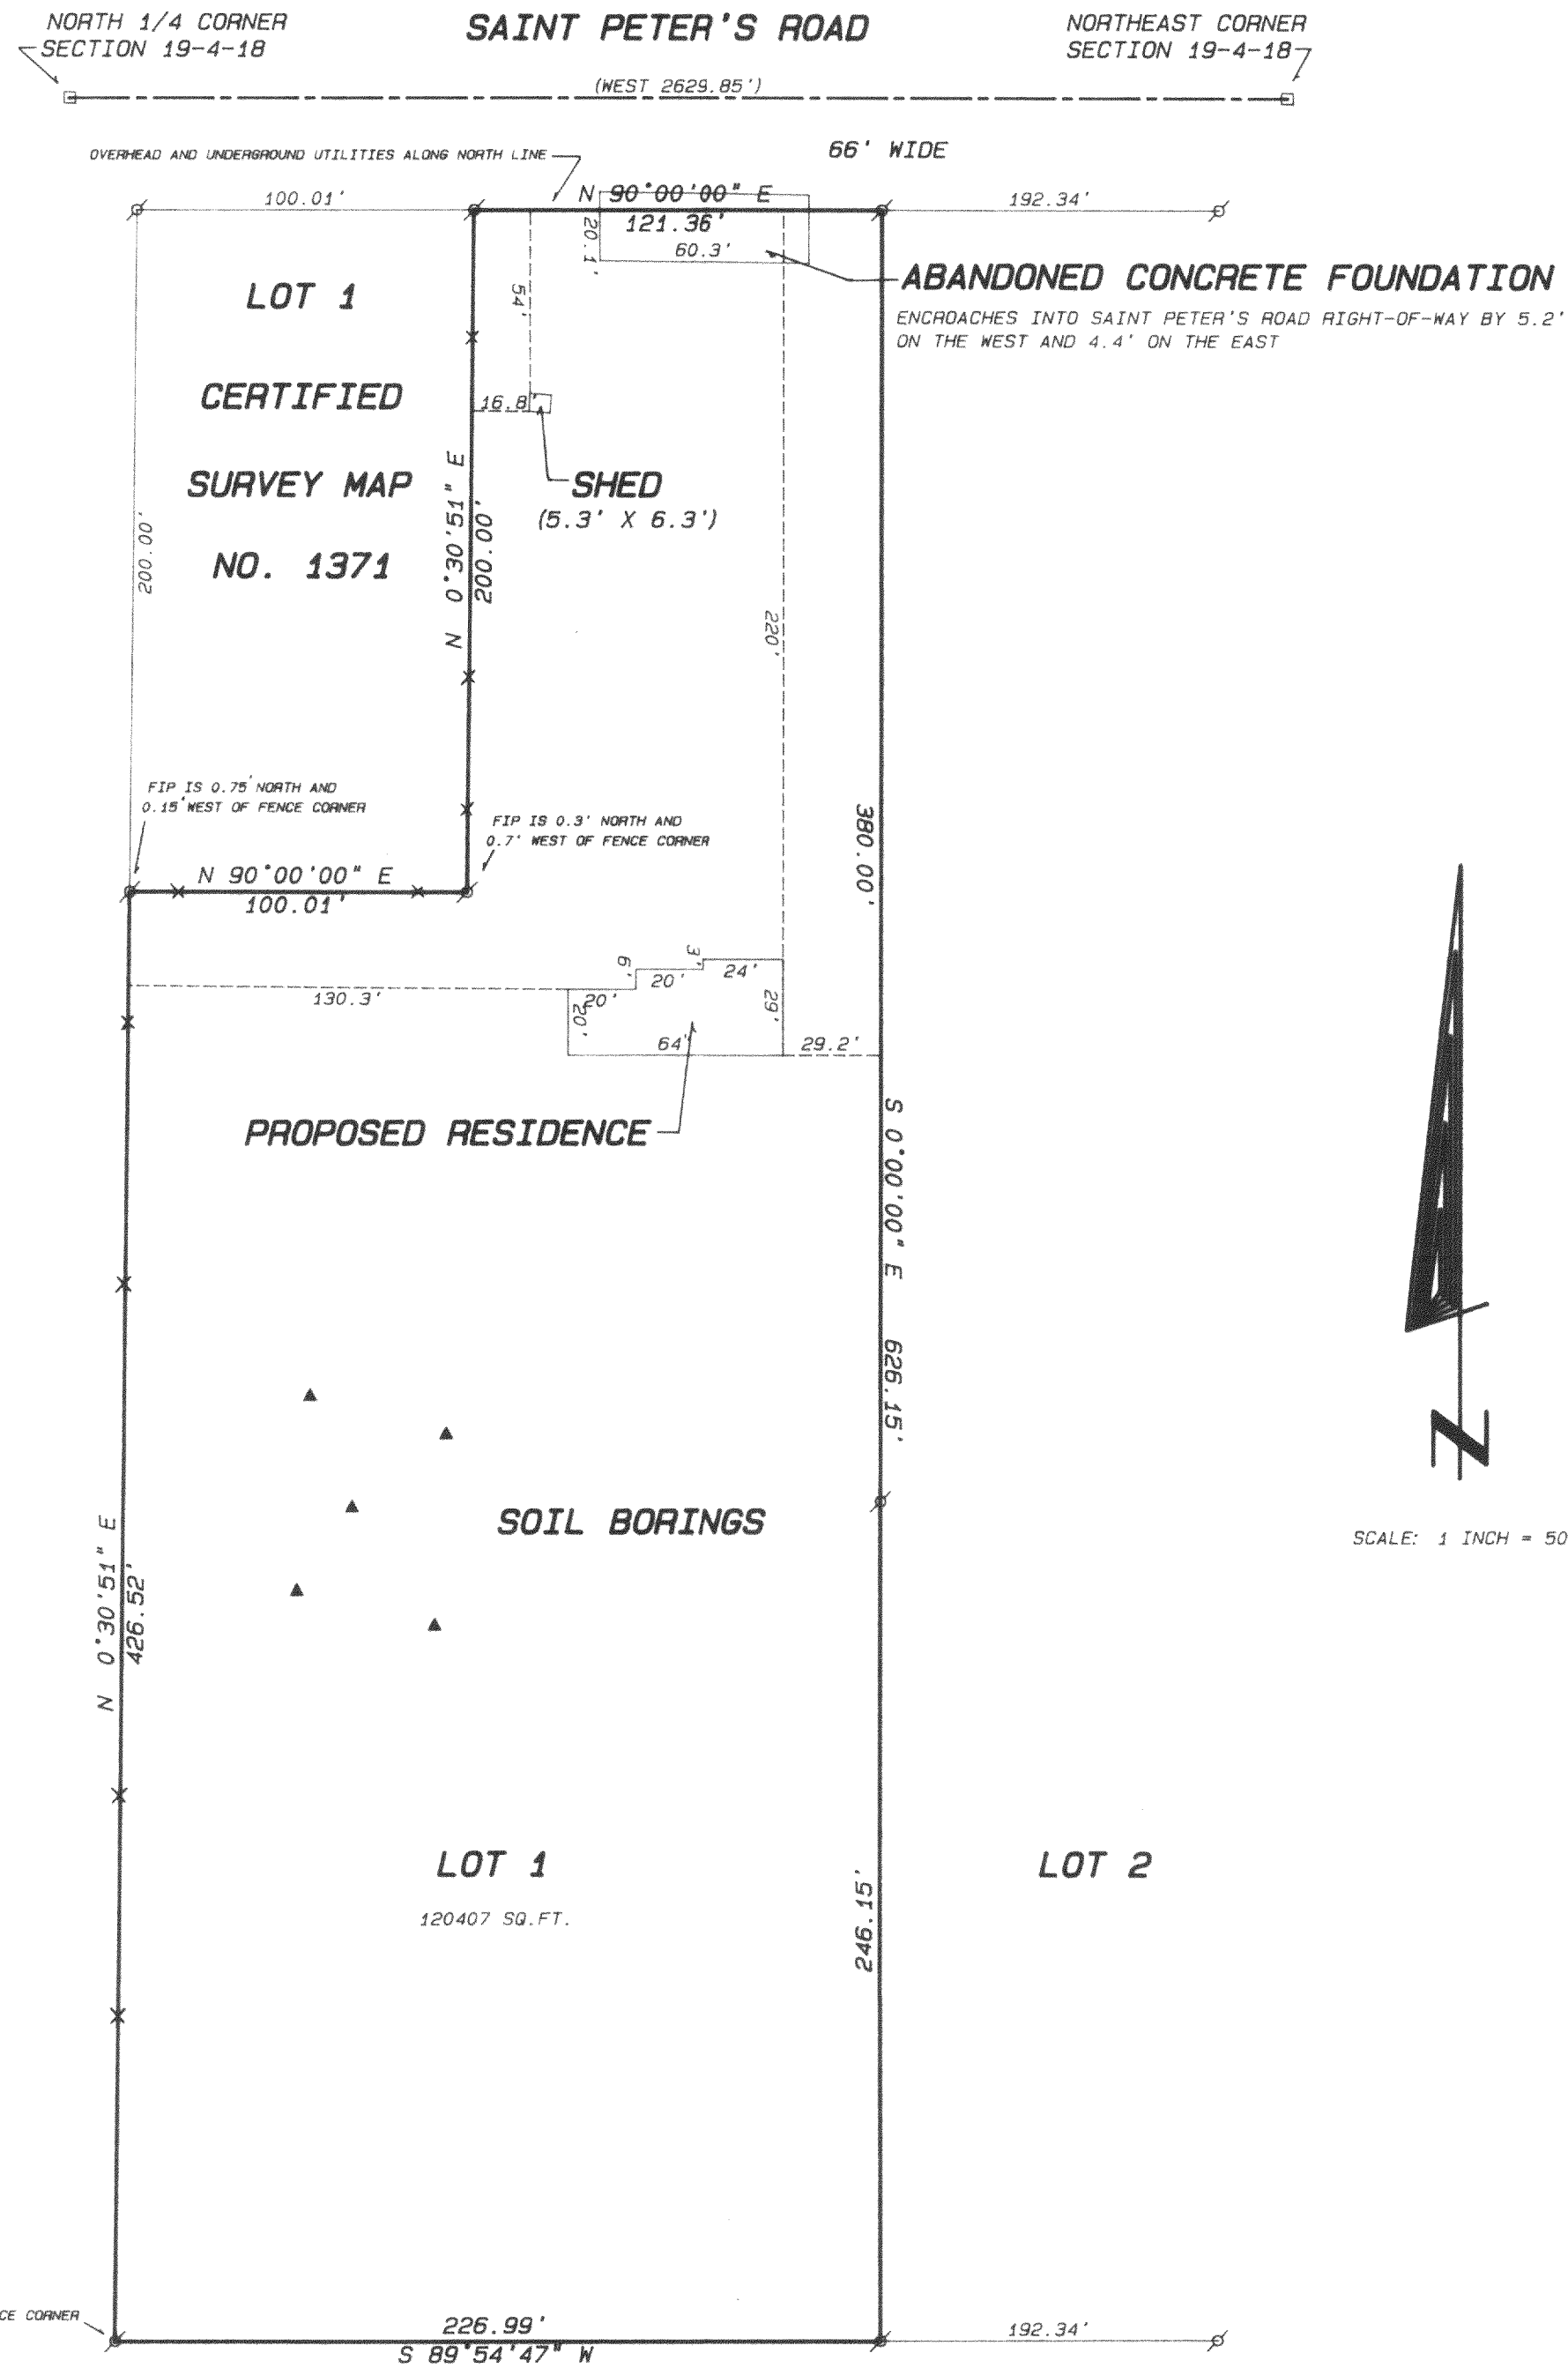 NORTH 1/4 CORNER
SECTION 19-4-18
SAINT PETER'S ROAD
NORTHEAST CORNER
SECTION 19-4-18
(WEST 2629.85')
66' WIDE
OVERHEAD AND UNDERGROUND UTILITIES ALONG NORTH LINE
100.01'
N 90°00'00" E
121.36'
192.34'
20.1'
60.3'
ABANDONED CONCRETE FOUNDATION
ENCROACHES INTO SAINT PETER'S ROAD RIGHT-OF-WAY BY 5.2'
ON THE WEST AND 4.4' ON THE EAST
54'
LOT 1
CERTIFIED
SURVEY MAP
NO. 1371
16.8'
SHED
(5.3' X 6.3')
200.00'
N 0°30'51" E
200.00'
220'
FIP IS 0.75' NORTH AND
0.15' WEST OF FENCE CORNER
FIP IS 0.3' NORTH AND
0.7' WEST OF FENCE CORNER
380.00'
N 90°00'00" E
100.01'
130.3'
20'
6'
20'
3'
24'
20'
29'
64'
29.2'
PROPOSED RESIDENCE
S 0°00'00" E 626.15'
SOIL BORINGS
N
SCALE: 1 INCH = 50
N 0°30'51" E
426.52'
LOT 1
120407 SQ.FT.
LOT 2
246.15'
CE CORNER
226.99'
S 89°54'47" W
192.34'